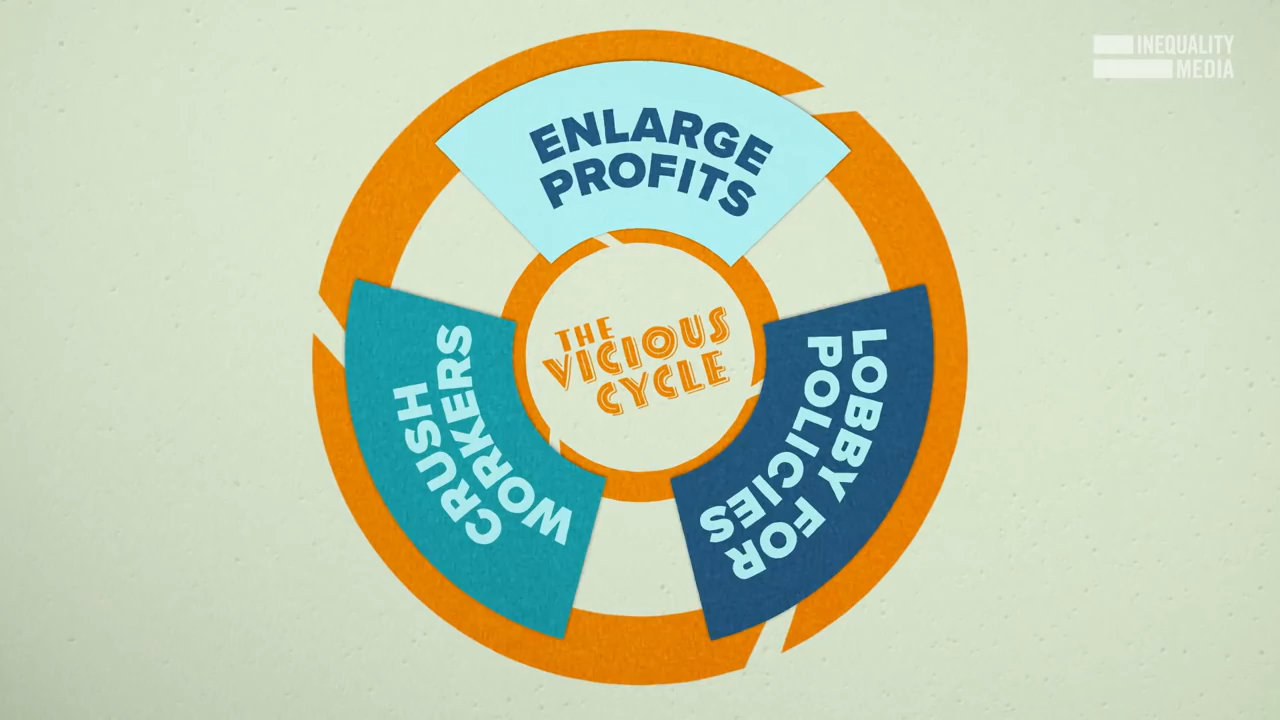 INEQUALITY
MEDIA
ENLARGE
PROFITS
LOBBY FOR
POLICIES
CRUSH
WORKERS
THE
VICIOUS
CYCLE